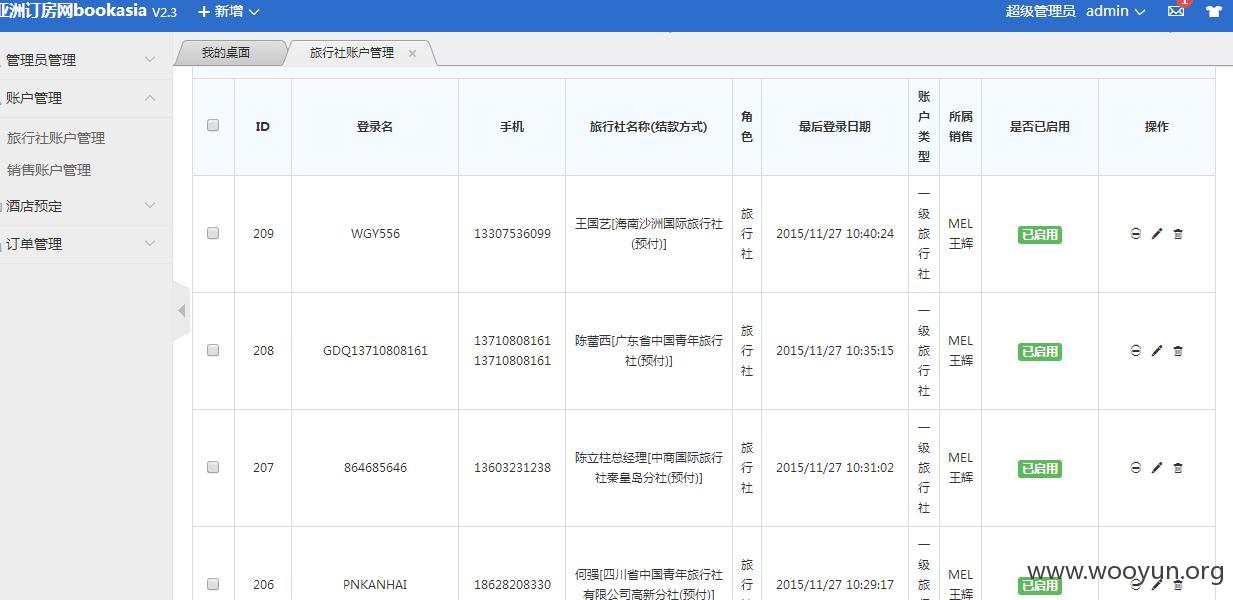 亚洲订房网bookasia V2.3
+ 新增
超级管理员 admin
1
管理员管理
账户管理
旅行社账户管理
销售账户管理
酒店预定
订单管理
我的桌面
旅行社账户管理 ×
ID
登录名
手机
旅行社名称(结款方式)
角
色
最后登录日期
账
户
类
型
所属
销售
是否已启用
操作
209
WGY556
13307536099
王国艺[海南沙洲国际旅行社
(预付)]
旅
行
社
2015/11/27 10:40:24
一
级
旅
行
社
MEL
王辉
已启用
208
GDQ13710808161
13710808161
13710808161
陈蕾西[广东省中国青年旅行
社(预付)]
旅
行
社
2015/11/27 10:35:15
一
级
旅
行
社
MEL
王辉
已启用
207
864685646
13603231238
陈立柱总经理[中商国际旅行
社秦皇岛分社(预付)]
旅
行
社
2015/11/27 10:31:02
一
级
旅
行
社
MEL
王辉
已启用
206
PNKANHAI
18628208330
何强[四川省中国青年旅行社
有限公司高新分社(预付)]
旅
行
2015/11/27 10:29:17
一
级
旅
MEL
王辉
已启用
www.wooyun.org